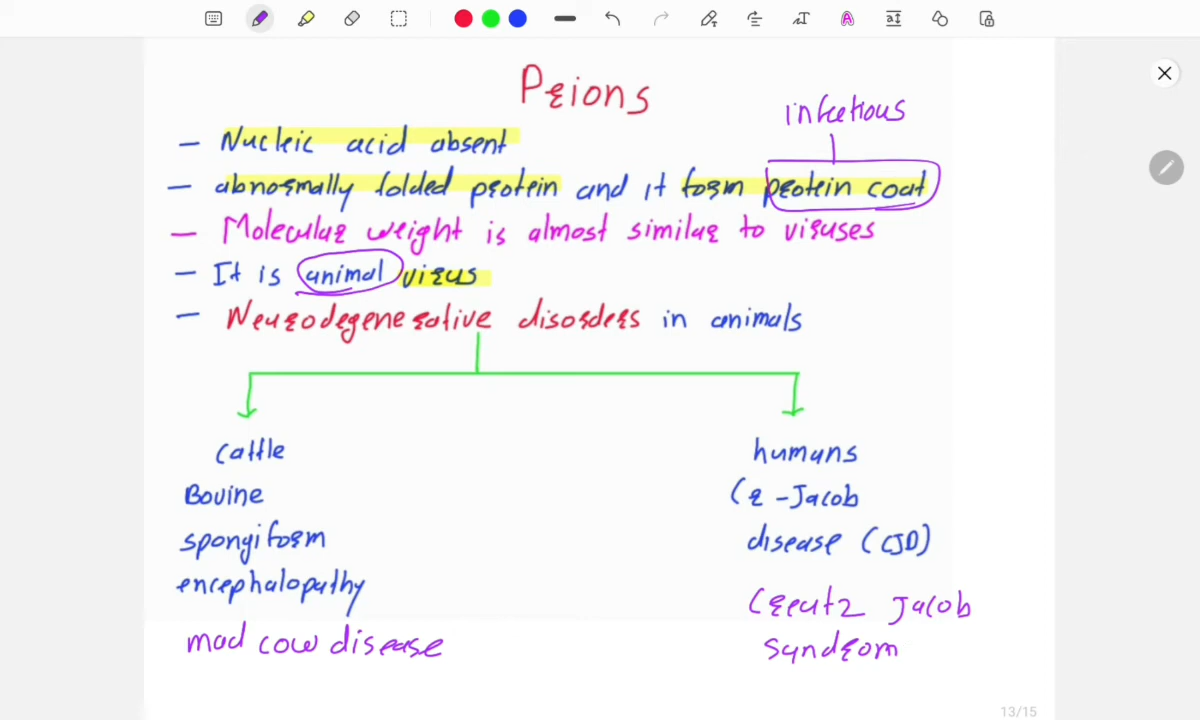 Prions
infectious
- Nucleic acid absent
- abnormally folded protein and it form protein coat
- Molecular weight is almost similar to viruses
- It is animal virus
- Neurodegenerative disorders in animals
cattle
humans
Bovine
Cr - Jacob
spongiform
disease (CJD)
encephalopathy
Creutz Jacob
mad cow disease
syndrom
13/15